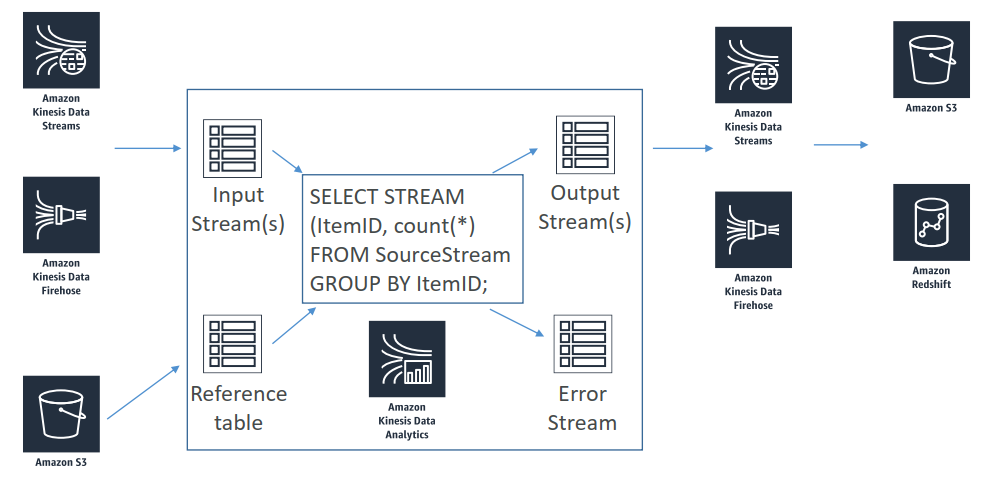 Amazon
Kinesis Data
Streams
Amazon
Kinesis Data
Firehose
Amazon S3
Input
Stream(s)
Reference
table
SELECT STREAM
(ItemID, count(*)
FROM SourceStream
GROUP BY ItemID;
Amazon
Kinesis Data
Analytics
Output
Stream(s)
Error
Stream
Amazon
Kinesis Data
Streams
Amazon
Kinesis Data
Firehose
Amazon S3
Amazon
Redshift